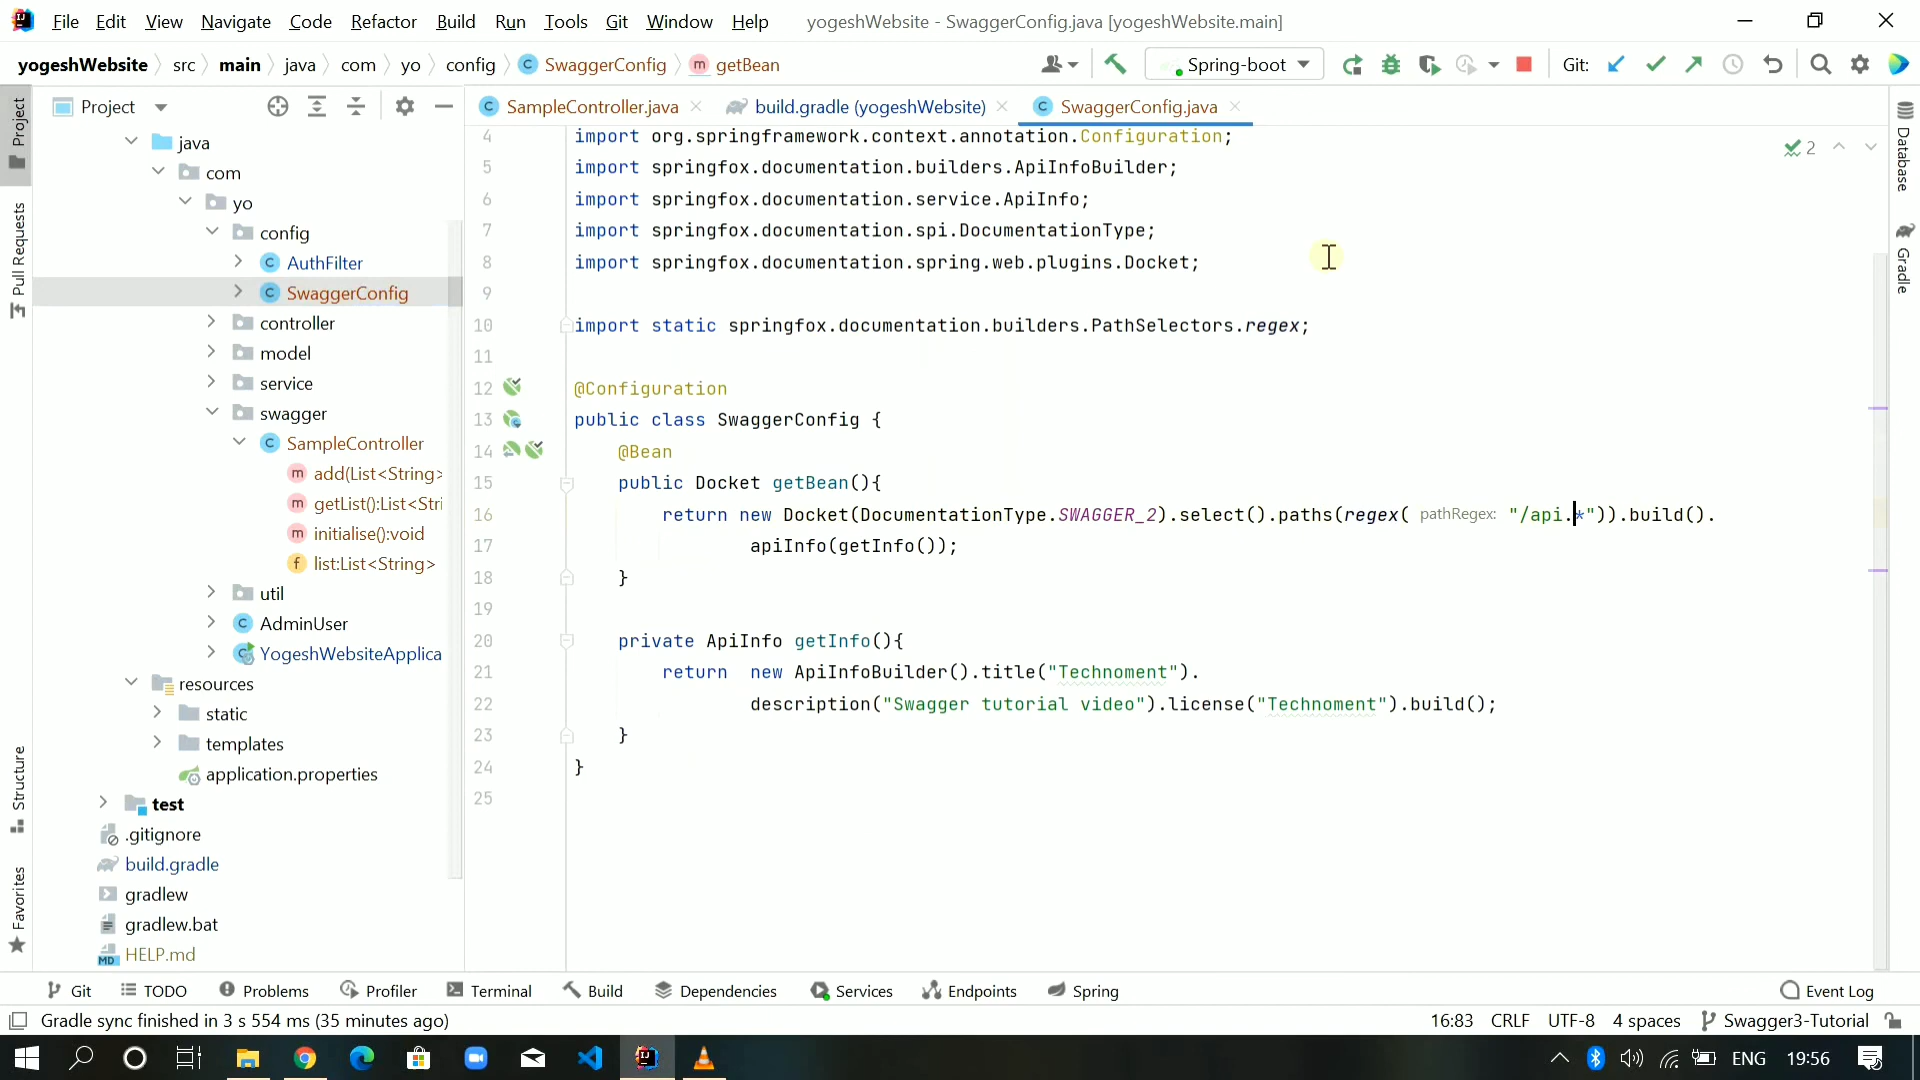 File Edit View Navigate Code Refactor Build Run Tools Git Window Help yogeshWebsite - SwaggerConfig.java [yogeshWebsite.main]
yogeshWebsite src main java com yo config SwaggerConfig getBean Spring-boot Git:
Project
SampleController.java build.gradle (yogeshWebsite) SwaggerConfig.java
Project
Pull Requests
Structure
Favorites
java
com
yo
config
AuthFilter
SwaggerConfig
controller
model
service
swagger
SampleController
add(List<String>
getList():List<Stri
initialise():void
list:List<String>
util
AdminUser
YogeshWebsiteApplica
resources
static
templates
application.properties
test
.gitignore
build.gradle
gradlew
gradlew.bat
HELP.md
2
4 import org.springframework.context.annotation.Configuration;
5 import springfox.documentation.builders.ApiInfoBuilder;
6 import springfox.documentation.service.ApiInfo;
7 import springfox.documentation.spi.DocumentationType;
8 import springfox.documentation.spring.web.plugins.Docket;
9
10 import static springfox.documentation.builders.PathSelectors.regex;
11
12 @Configuration
13 public class SwaggerConfig {
14 @Bean
15 public Docket getBean(){
16 return new Docket(DocumentationType.SWAGGER_2).select().paths(regex( pathRegex: "/api.*")).build().
17 apiInfo(getInfo());
18 }
19
20 private ApiInfo getInfo(){
21 return  new ApiInfoBuilder().title("Technoment").
22 description("Swagger tutorial video").license("Technoment").build();
23 }
24 }
25
Database
Gradle
Git TODO Problems Profiler Terminal Build Dependencies Services Endpoints Spring Event Log
Gradle sync finished in 3 s 554 ms (35 minutes ago) 16:83 CRLF UTF-8 4 spaces Swagger3-Tutorial
ENG 19:56